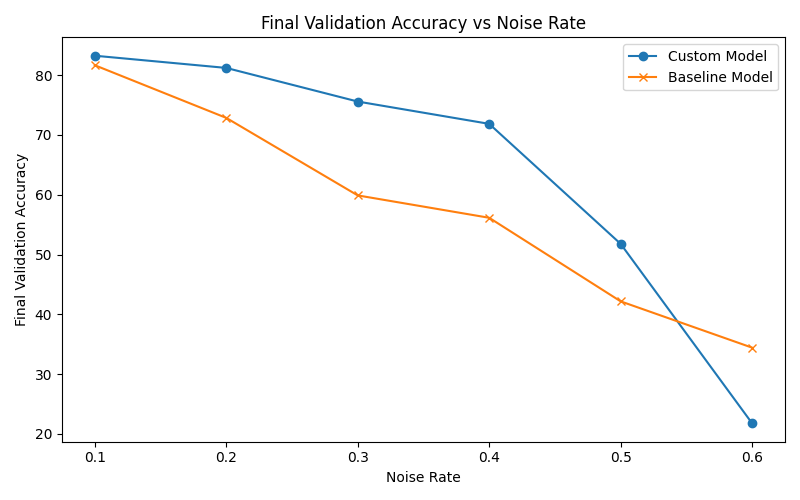 Final Validation Accuracy vs Noise Rate
Custom Model
Baseline Model
Final Validation Accuracy
80
70
60
50
40
30
20
0.1 0.2 0.3 0.4 0.5 0.6
Noise Rate